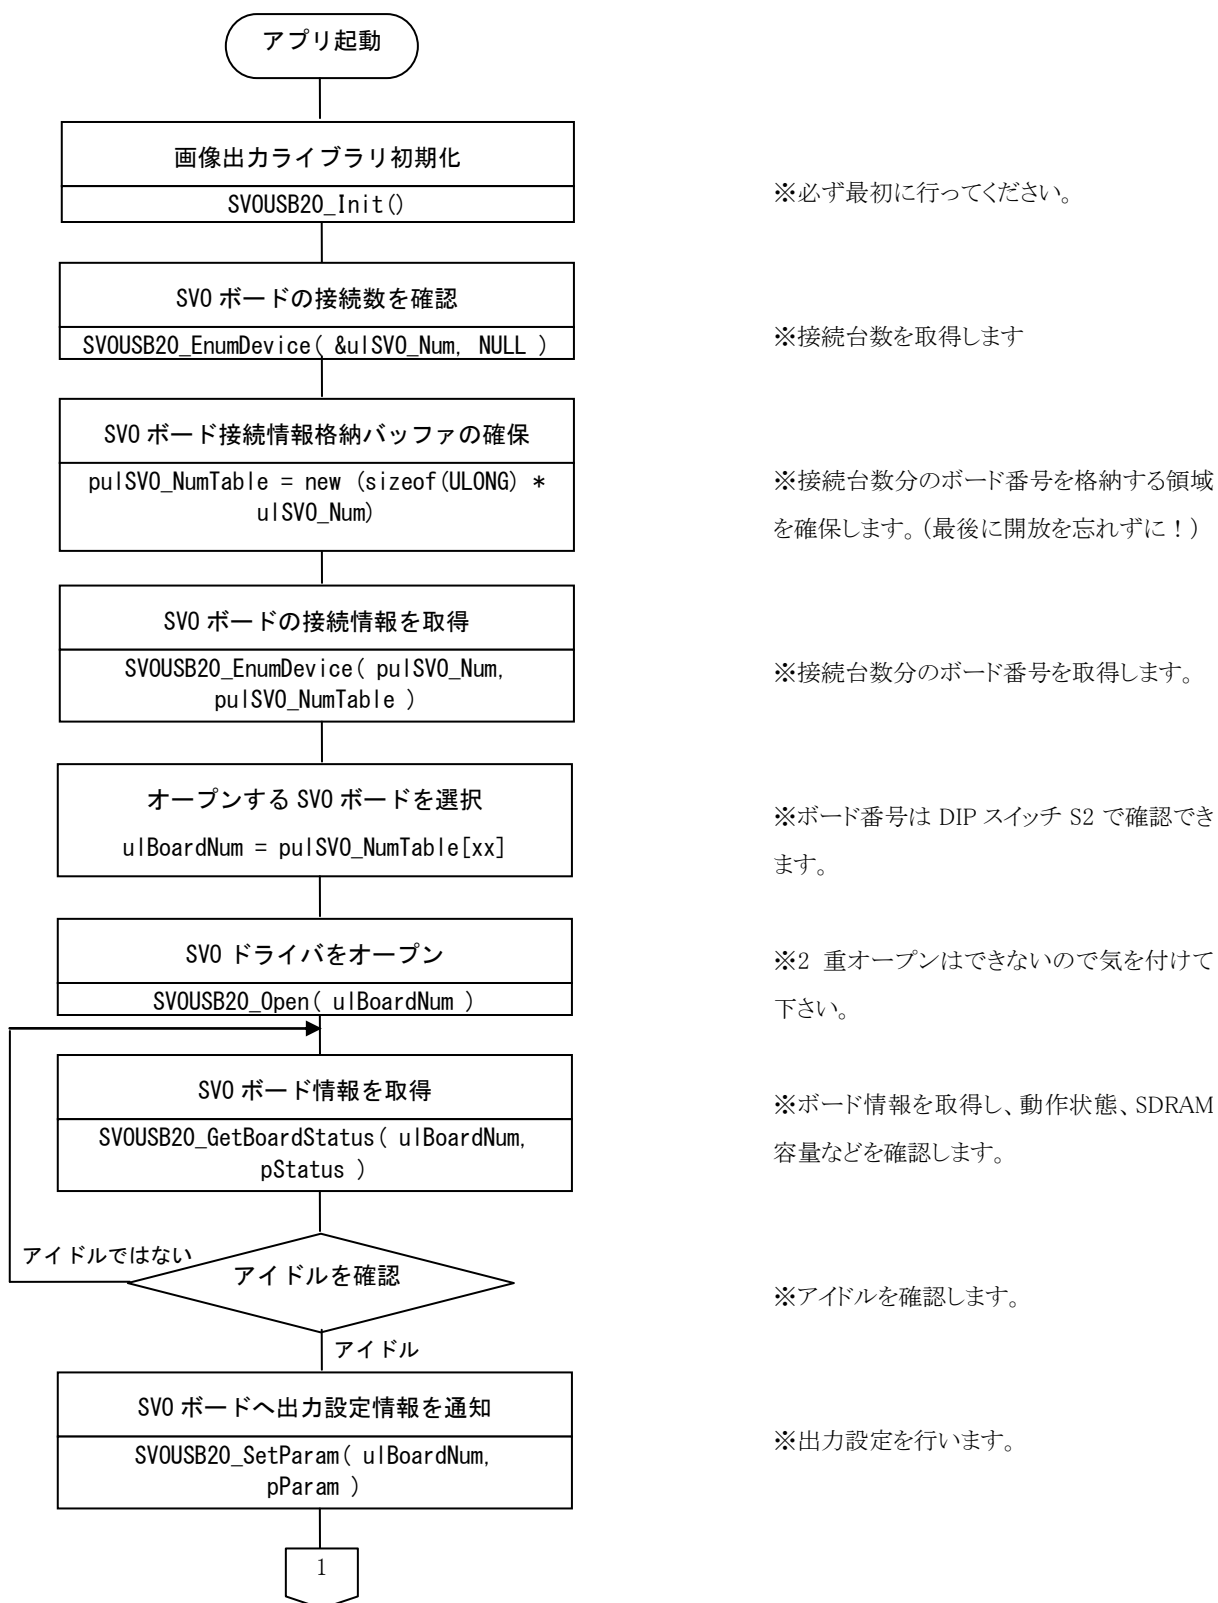 アプリ起動
画像出力ライブラリ初期化
SVOUSB20_Init()
※必ず最初に行ってください。
SVO ボードの接続数を確認
SVOUSB20_EnumDevice( &ulSVO_Num, NULL )
※接続台数を取得します
SVO ボード接続情報格納バッファの確保
pulSVO_NumTable = new (sizeof(ULONG) *
ulSVO_Num)
※接続台数分のボード番号を格納する領域
を確保します。（最後に開放を忘れずに！）
SVO ボードの接続情報を取得
SVOUSB20_EnumDevice( pulSVO_Num,
pulSVO_NumTable )
※接続台数分のボード番号を取得します。
オープンする SVO ボードを選択
ulBoardNum = pulSVO_NumTable[xx]
※ボード番号は DIP スイッチ S2 で確認でき
ます。
SVO ドライバをオープン
SVOUSB20_Open( ulBoardNum )
※2 重オープンはできないので気を付けて
下さい。
SVO ボード情報を取得
SVOUSB20_GetBoardStatus( ulBoardNum,
pStatus )
※ボード情報を取得し、動作状態、SDRAM
容量などを確認します。
アイドルではない
アイドルを確認
※アイドルを確認します。
アイドル
SVO ボードへ出力設定情報を通知
SVOUSB20_SetParam( ulBoardNum,
pParam )
※出力設定を行います。
1